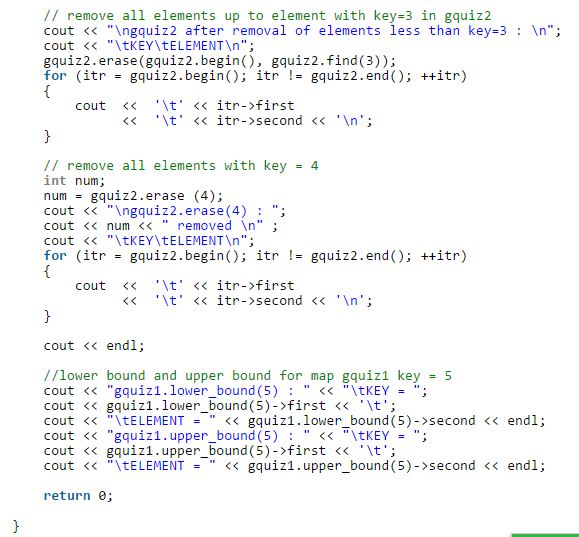 // remove all elements up to element with key=3 in gquiz2
cout << "\ngquiz2 after removal of elements less than key=3 : \n";
cout << "\tKEY\tELEMENT\n";
gquiz2.erase(gquiz2.begin(), gquiz2.find(3));
for (itr = gquiz2.begin(); itr != gquiz2.end(); ++itr)
{
    cout  <<  '\t' << itr->first
          <<  '\t' << itr->second << '\n';
}

// remove all elements with key = 4
int num;
num = gquiz2.erase (4);
cout << "\ngquiz2.erase(4) : ";
cout << num << " removed \n" ;
cout << "\tKEY\tELEMENT\n";
for (itr = gquiz2.begin(); itr != gquiz2.end(); ++itr)
{
    cout  <<  '\t' << itr->first
          <<  '\t' << itr->second << '\n';
}

cout << endl;

//lower bound and upper bound for map gquiz1 key = 5
cout << "gquiz1.lower_bound(5) : " << "\tKEY = ";
cout << gquiz1.lower_bound(5)->first << '\t';
cout << "\tELEMENT = " << gquiz1.lower_bound(5)->second << endl;
cout << "gquiz1.upper_bound(5) : " << "\tKEY = ";
cout << gquiz1.upper_bound(5)->first << '\t';
cout << "\tELEMENT = " << gquiz1.upper_bound(5)->second << endl;

return 0;

}